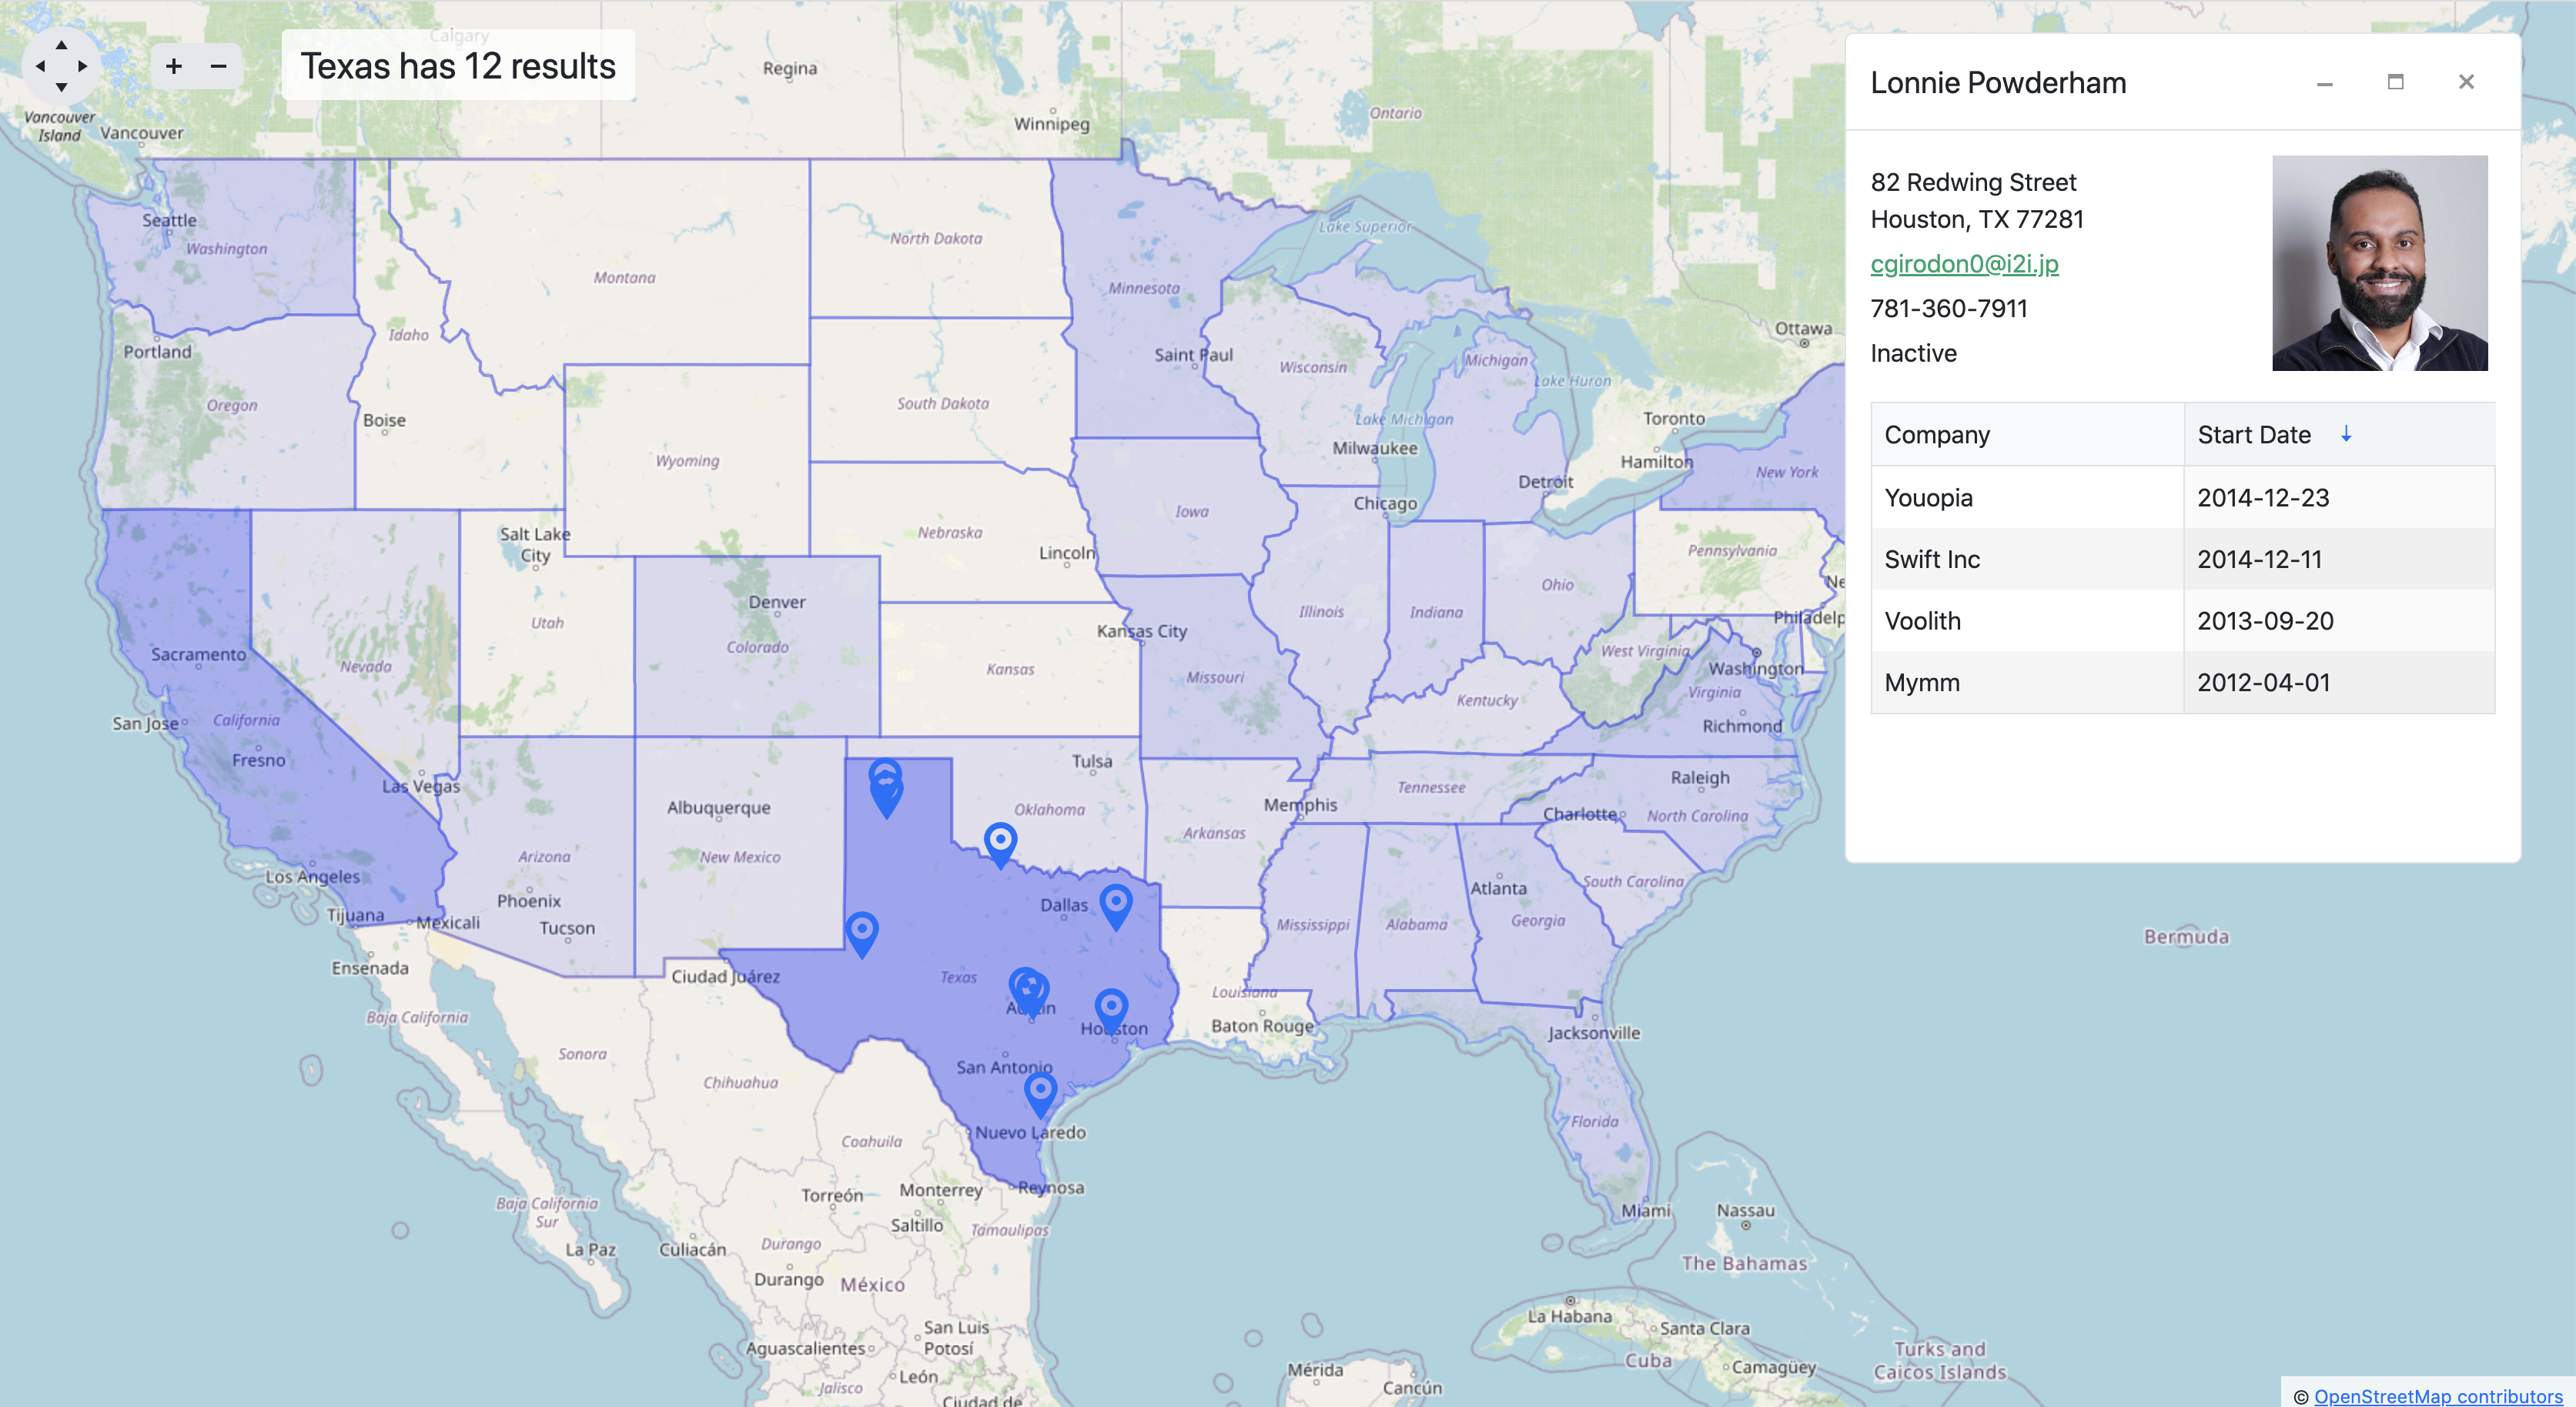 Texas has 12 results
+ −
Calgary
Regina
Winnipeg
Ontario
Vancouver
Island
Vancouver
Seattle
Washington
Montana
North Dakota
Minnesota
Lake Superior
Portland
Idaho
Oregon
Boise
South Dakota
Saint Paul
Wisconsin
Michigan
Lake Huron
Ottawa
Lake Michigan
Toronto
Wyoming
Milwaukee
Hamilton
New York
Detroit
Chicago
Iowa
Salt Lake
City
Nebraska
Lincoln
Pennsylvania
Ohio
Ne
Denver
Utah
Illinois
Indiana
Philadelp
Kansas City
Colorado
Sacramento
Nevada
Kansas
Missouri
West Virginia
Washington
Virginia
Kentucky
San Jose
California
Richmond
Fresno
Las Vegas
Tulsa
Raleigh
Tennessee
Albuquerque
Oklahoma
Memphis
Charlotte
North Carolina
Arkansas
Arizona
New Mexico
Los Angeles
Phoenix
Dallas
Atlanta
South Carolina
Tijuana
Mexicali
Tucson
Mississippi
Alabama
Georgia
Bermuda
Ensenada
Ciudad Juárez
Texas
Louisiana
Austin
Baja California
Houston
Baton Rouge
Jacksonville
Sonora
San Antonio
Chihuahua
Nuevo Laredo
Coahuila
Florida
Torreón
Monterrey
Reynosa
Baja California
Sur
Saltillo
Tamaulipas
Miami
Nassau
La Paz
Culiacán
Durango
The Bahamas
Durango
México
La Habana
San Luis
Potosí
Santa Clara
Aguascalientes
León
Mérida
Cuba
Camagüey
Turks and
Caicos Islands
Jalisco
Cancún
Ciudad de
Lonnie Powderham
82 Redwing Street
Houston, TX 77281
cgirodon0@i2i.jp
781-360-7911
Inactive
Company Start Date
Youopia 2014-12-23
Swift Inc 2014-12-11
Voolith 2013-09-20
Mymm 2012-04-01
© OpenStreetMap contributors